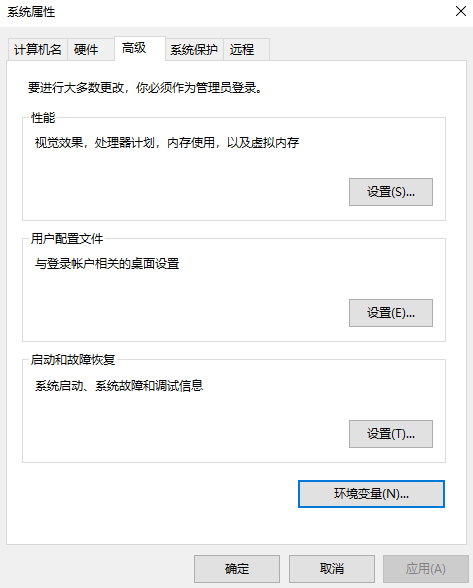 系统属性
计算机名 硬件 高级 系统保护 远程
要进行大多数更改，你必须作为管理员登录。
性能
视觉效果，处理器计划，内存使用，以及虚拟内存
设置(S)...
用户配置文件
与登录帐户相关的桌面设置
设置(E)...
启动和故障恢复
系统启动、系统故障和调试信息
设置(T)...
环境变量(N)...
确定 取消 应用(A)